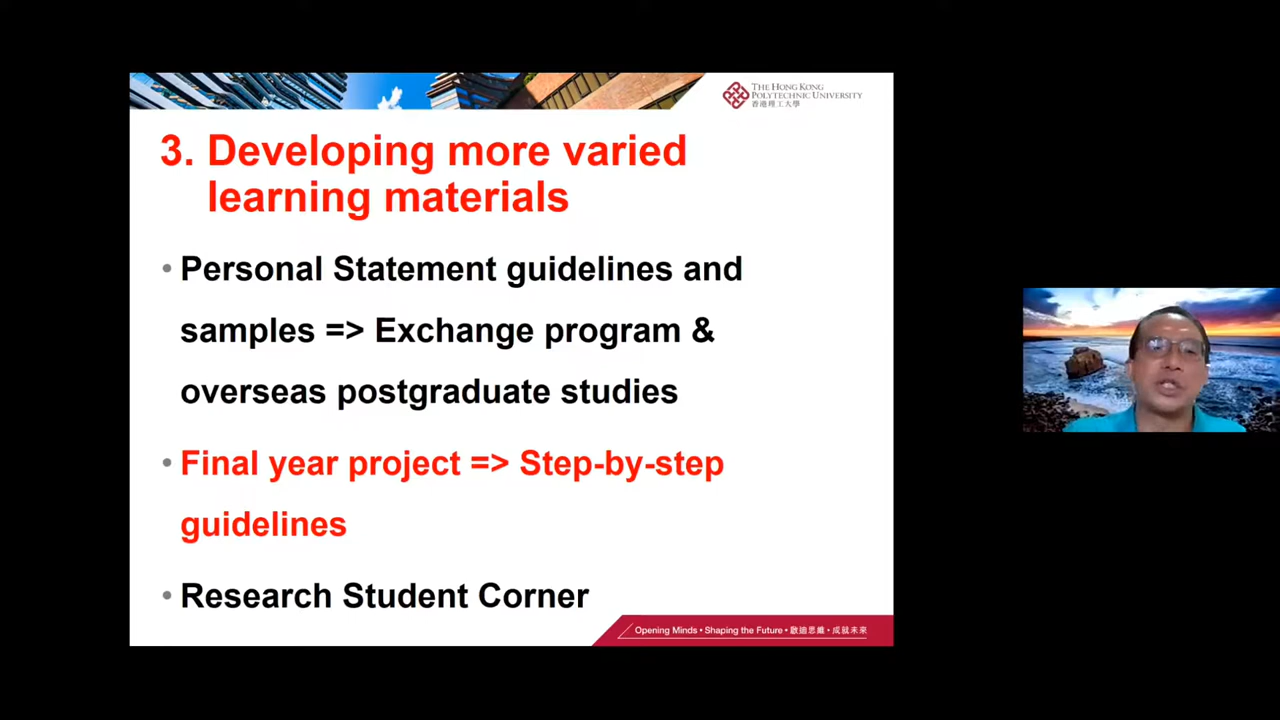 THE HONG KONG
POLYTECHNIC UNIVERSITY
香港理工大學
3. Developing more varied
learning materials
• Personal Statement guidelines and
samples => Exchange program &
overseas postgraduate studies
• Final year project => Step-by-step
guidelines
• Research Student Corner
Opening Minds • Shaping the Future • 啟迪思維 • 成就未來